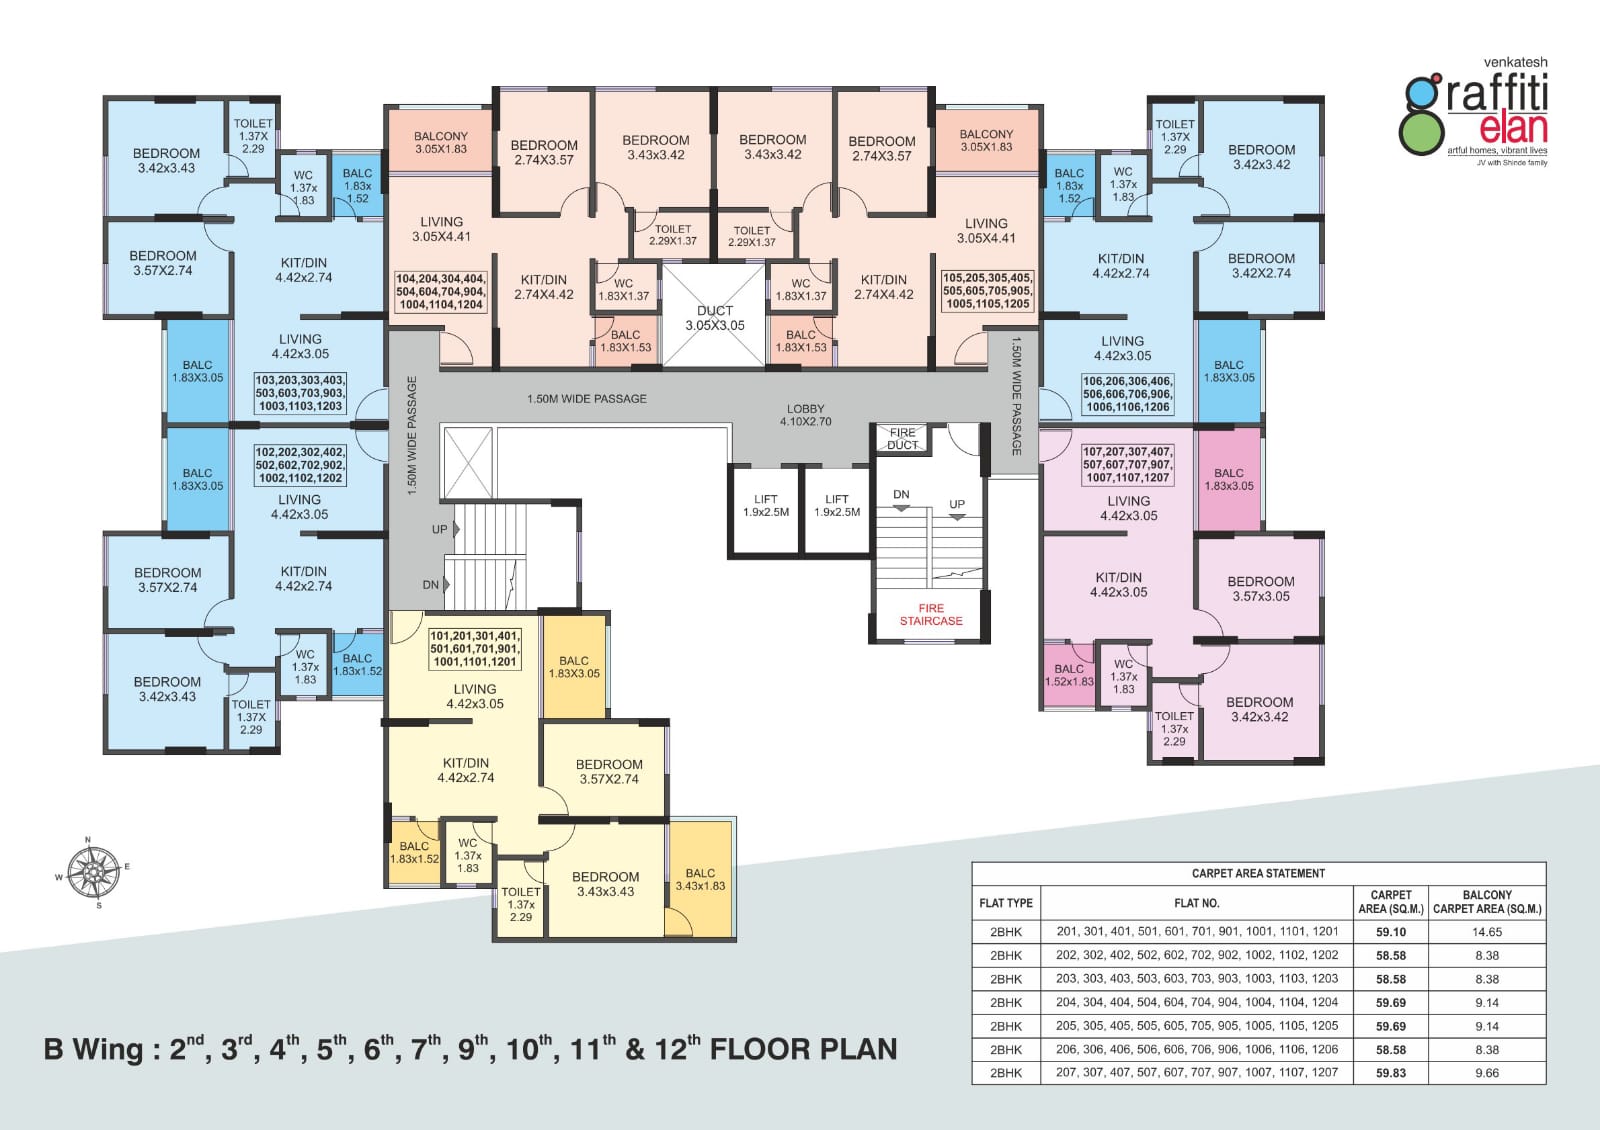 venkatesh
graffiti
elan
artful homes, vibrant lives
JV with Shinde family
BEDROOM
3.42x3.43
TOILET
1.37X
2.29
WC
1.37x
1.83
BALC
1.83x
1.52
BEDROOM
3.57X2.74
KIT/DIN
4.42x2.74
LIVING
4.42x3.05
BALC
1.83X3.05
103,203,303,403,
503,603,703,903,
1003,1103,1203
BALCONY
3.05X1.83
LIVING
3.05X4.41
104,204,304,404,
504,604,704,904,
1004,1104,1204
BEDROOM
2.74X3.57
BEDROOM
3.43x3.42
TOILET
2.29X1.37
KIT/DIN
2.74X4.42
WC
1.83X1.37
BALC
1.83X1.53
DUCT
3.05X3.05
BEDROOM
3.43x3.42
BEDROOM
2.74X3.57
TOILET
2.29X1.37
WC
1.83X1.37
BALC
1.83X1.53
KIT/DIN
2.74X4.42
BALCONY
3.05X1.83
LIVING
3.05X4.41
105,205,305,405,
505,605,705,905,
1005,1105,1205
BALC
1.83x
1.52
WC
1.37x
1.83
TOILET
1.37X
2.29
BEDROOM
3.42x3.42
BEDROOM
3.42X2.74
KIT/DIN
4.42x2.74
LIVING
4.42x3.05
BALC
1.83X3.05
106,206,306,406,
506,606,706,906,
1006,1106,1206
1.50M WIDE PASSAGE
1.50M WIDE PASSAGE
LOBBY
4.10X2.70
1.50M WIDE PASSAGE
FIRE
DUCT
LIFT
1.9x2.5M
LIFT
1.9x2.5M
DN
UP
FIRE
STAIRCASE
UP
DN
102,202,302,402,
502,602,702,902,
1002,1102,1202
LIVING
4.42x3.05
BALC
1.83X3.05
BEDROOM
3.57X2.74
KIT/DIN
4.42x2.74
BEDROOM
3.42x3.43
WC
1.37x
1.83
BALC
1.83x1.52
TOILET
1.37X
2.29
101,201,301,401,
501,601,701,901,
1001,1101,1201
LIVING
4.42x3.05
BALC
1.83X3.05
KIT/DIN
4.42x2.74
BEDROOM
3.57X2.74
BALC
1.83x1.52
WC
1.37x
1.83
TOILET
1.37x
2.29
BEDROOM
3.43x3.43
BALC
3.43x1.83
107,207,307,407,
507,607,707,907,
1007,1107,1207
LIVING
4.42x3.05
BALC
1.83x3.05
KIT/DIN
4.42x3.05
BEDROOM
3.57x3.05
BALC
1.52x1.83
WC
1.37x
1.83
TOILET
1.37x
2.29
BEDROOM
3.42x3.42
N
W
E
S
CARPET AREA STATEMENT
FLAT TYPE FLAT NO. CARPET AREA (SQ.M.) BALCONY CARPET AREA (SQ.M.)
2BHK 201, 301, 401, 501, 601, 701, 901, 1001, 1101, 1201 59.10 14.65
2BHK 202, 302, 402, 502, 602, 702, 902, 1002, 1102, 1202 58.58 8.38
2BHK 203, 303, 403, 503, 603, 703, 903, 1003, 1103, 1203 58.58 8.38
2BHK 204, 304, 404, 504, 604, 704, 904, 1004, 1104, 1204 59.69 9.14
2BHK 205, 305, 405, 505, 605, 705, 905, 1005, 1105, 1205 59.69 9.14
2BHK 206, 306, 406, 506, 606, 706, 906, 1006, 1106, 1206 58.58 8.38
2BHK 207, 307, 407, 507, 607, 707, 907, 1007, 1107, 1207 59.83 9.66
B Wing : 2nd, 3rd, 4th, 5th, 6th, 7th, 9th, 10th, 11th & 12th FLOOR PLAN